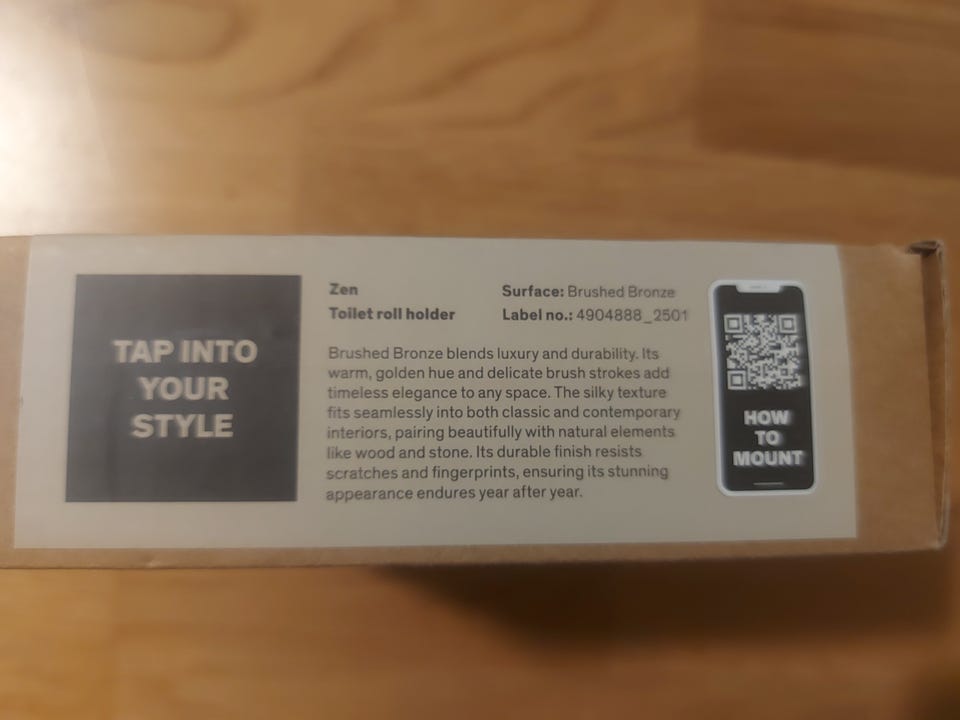 TAP INTO
YOUR
STYLE
Zen
Toilet roll holder
Surface: Brushed Bronze
Label no.: 4904888_2501
Brushed Bronze blends luxury and durability. Its
warm, golden hue and delicate brush strokes add
timeless elegance to any space. The silky texture
fits seamlessly into both classic and contemporary
interiors, pairing beautifully with natural elements
like wood and stone. Its durable finish resists
scratches and fingerprints, ensuring its stunning
appearance endures year after year.
HOW
TO
MOUNT